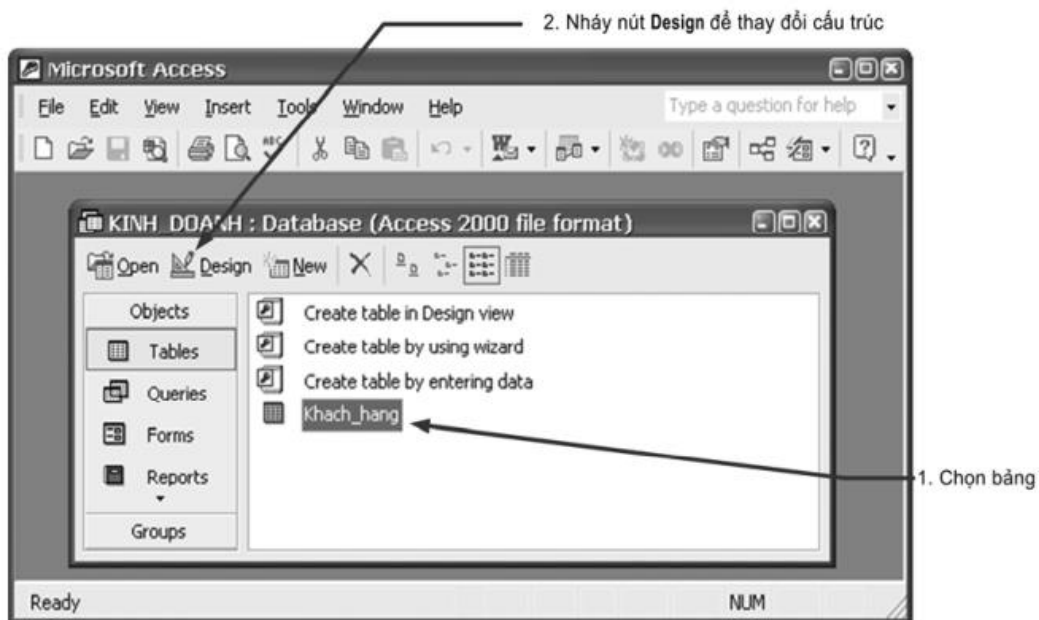 2. Nháy nút Design để thay đổi cấu trúc
Microsoft Access
File Edit View Insert Tools Window Help Type a question for help
KINH_DOANH : Database (Access 2000 file format)
Open Design New
Objects
Create table in Design view
Tables
Create table by using wizard
Queries
Create table by entering data
Khach_hang
Forms
Reports
1. Chọn bảng
Groups
Ready NUM